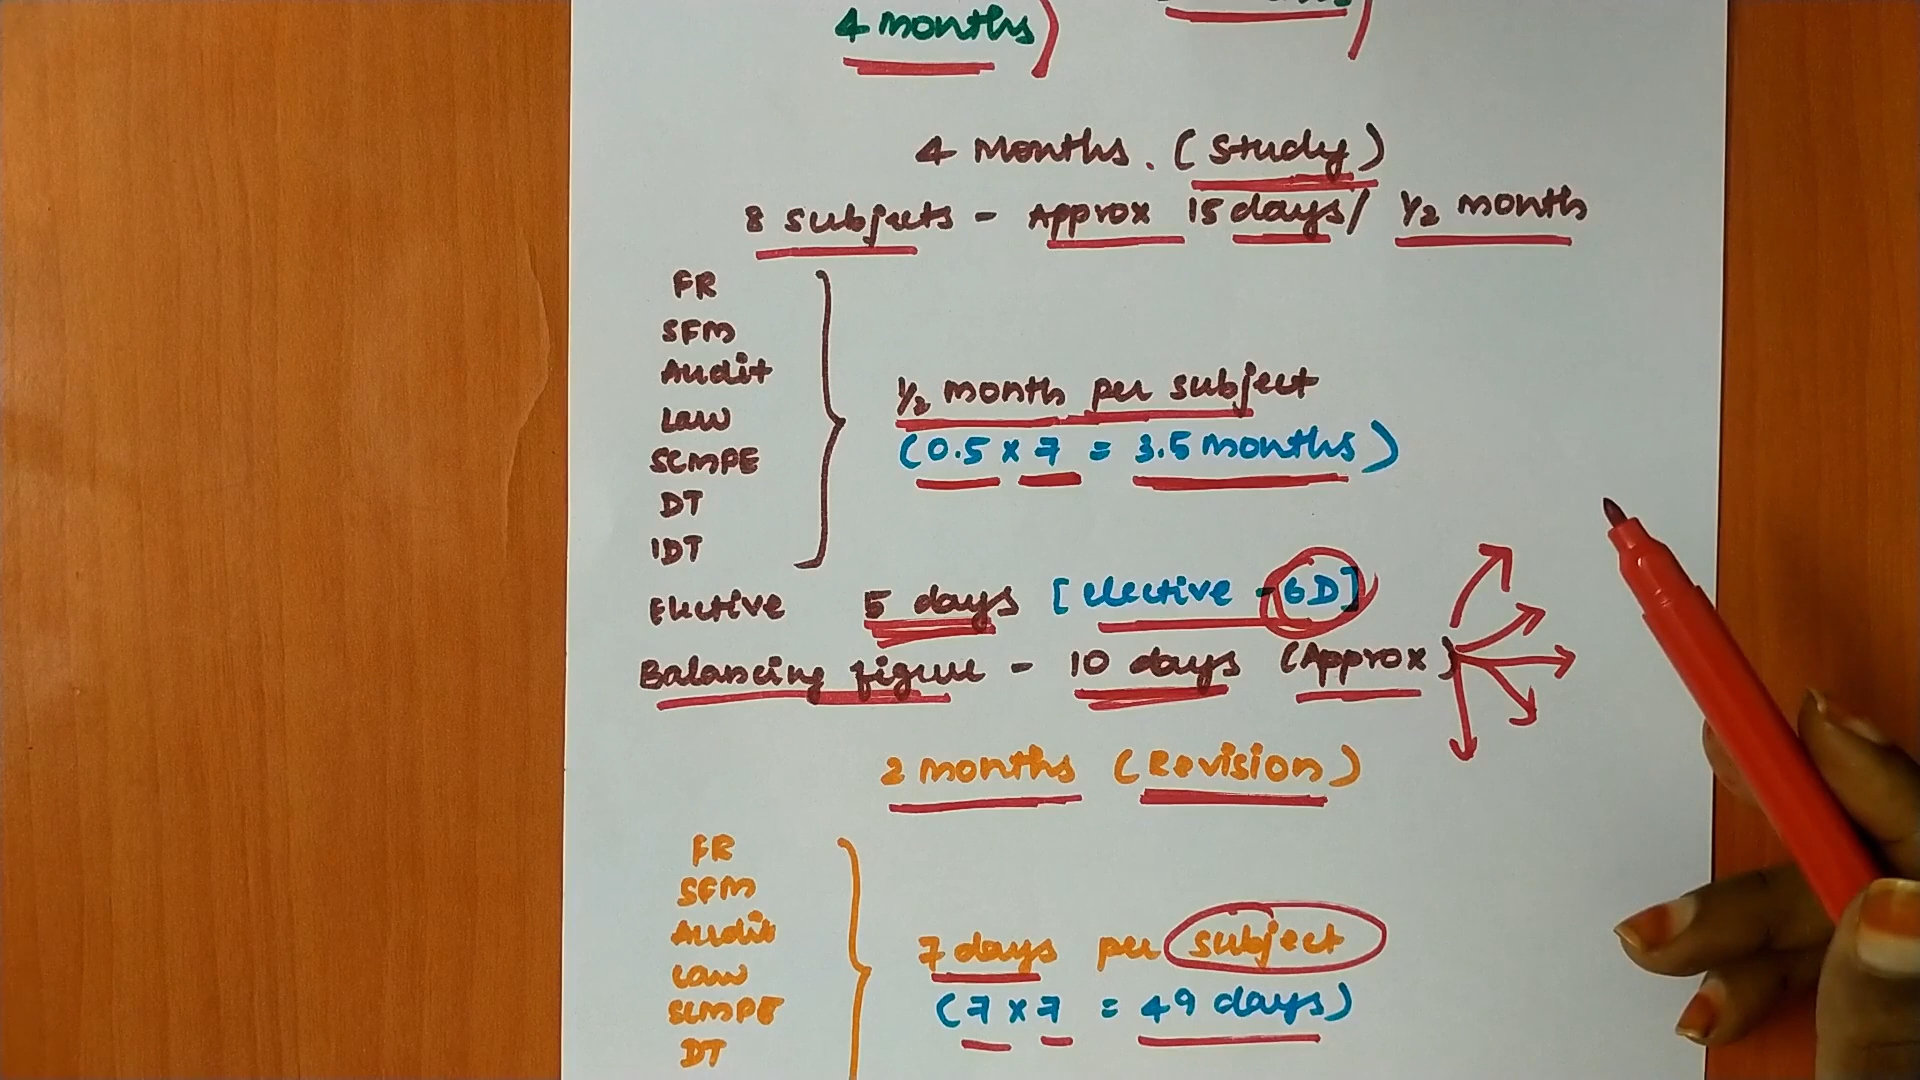 4 months)
4 Months. (Study)
8 subjects - Approx 15 days/ 1/2 month
FR
SFM
Audit
Law
SCMPE
DT
IDT
1/2 month per subject
(0.5 x 7 = 3.5 months)
Elective 5 days [elective - 6D]
Balancing figure - 10 days (Approx)
2 months (Revision)
FR
SFM
Audit
Law
SCMPE
DT
7 days per subject
(7 x 7 = 49 days)